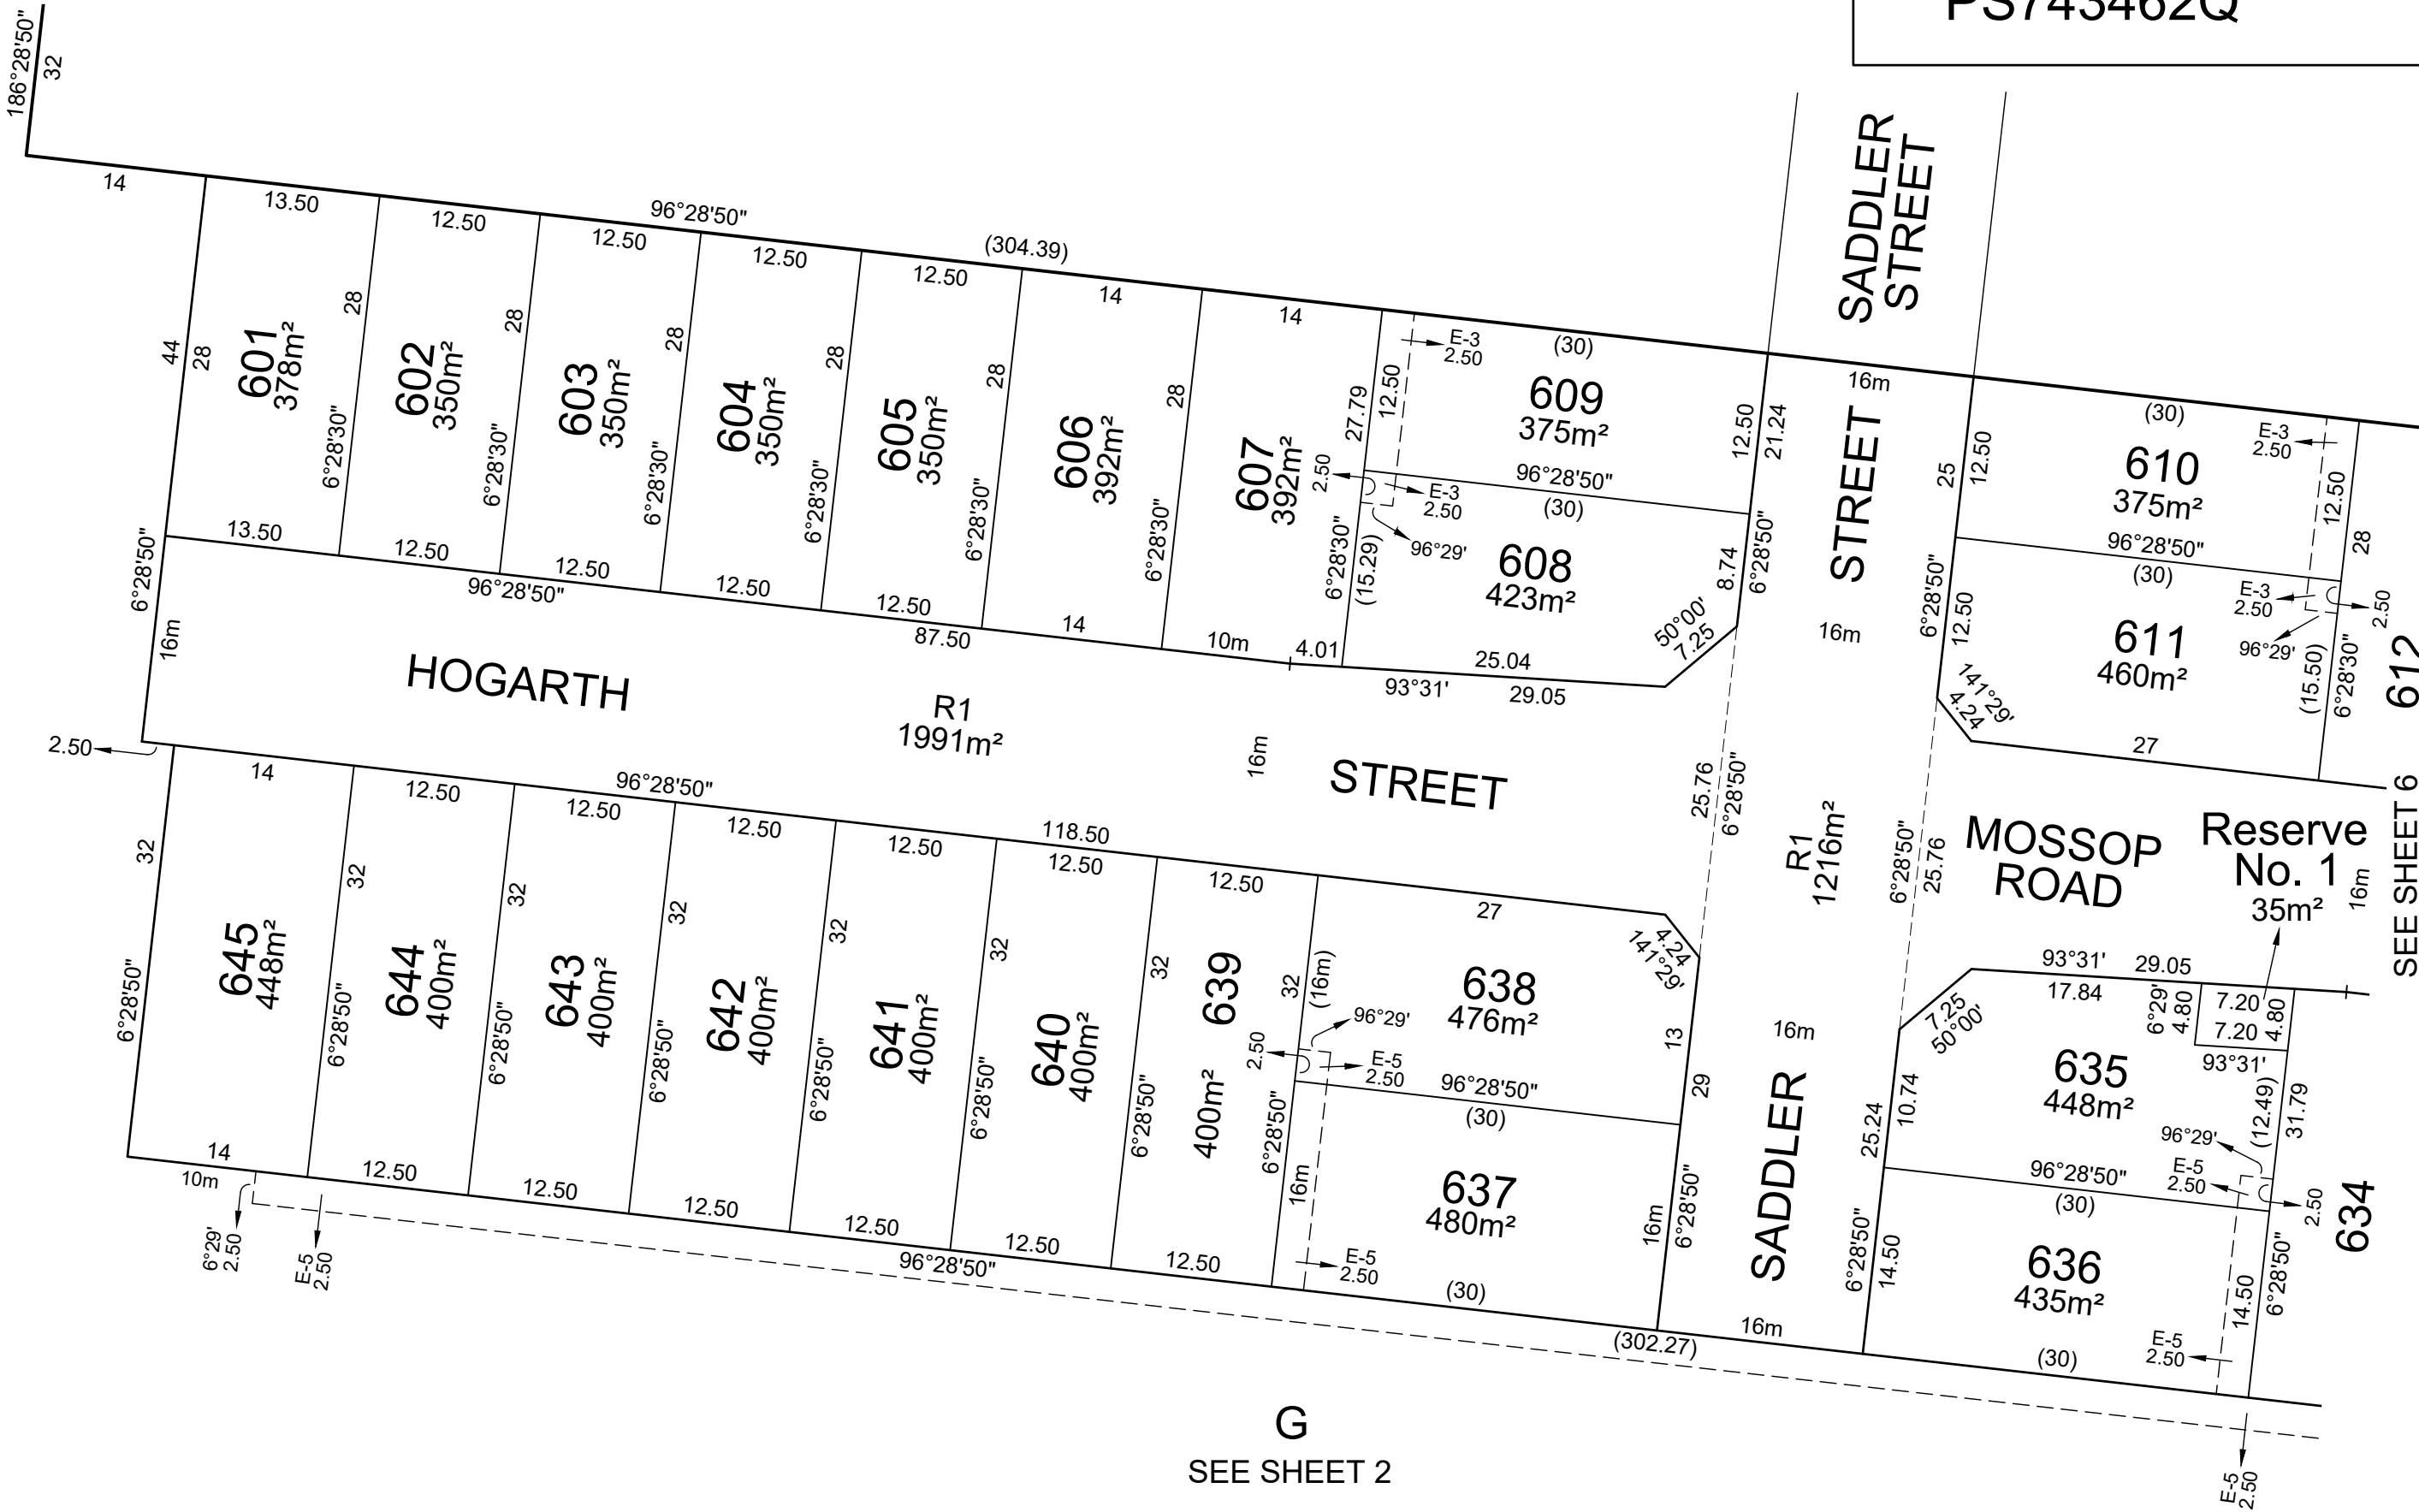 PS743462Q
186°28'50"
32
14
13.50
12.50
96°28'50"
12.50
(304.39)
12.50
12.50
14
14
(30)
16m
(30)
SADDLER
STREET
44
28
601
378m²
28
6°28'30"
602
350m²
28
6°28'30"
603
350m²
28
6°28'30"
604
350m²
28
6°28'30"
605
350m²
28
6°28'30"
606
392m²
28
6°28'30"
607
392m²
27.79
12.50
E-3
2.50
609
375m²
12.50
21.24
96°28'50"
(30)
2.50
E-3
2.50
96°29'
6°28'30"
(15.29)
608
423m²
8.74
6°28'50"
50°00'
7.25
STREET
16m
25
12.50
610
375m²
E-3
2.50
12.50
28
96°28'50"
(30)
6°28'50"
12.50
611
460m²
E-3
2.50
2.50
96°29'
(15.50)
6°28'30"
612
141°29'
4.24
27
6°28'50"
16m
13.50
12.50
96°28'50"
12.50
12.50
12.50
87.50
14
10m
4.01
25.04
93°31'
29.05
HOGARTH
R1
1991m²
16m
STREET
2.50
25.76
6°28'50"
R1
1216m²
6°28'50"
25.76
MOSSOP
ROAD
Reserve
No. 1
35m²
16m
SEE SHEET 6
14
12.50
96°28'50"
12.50
12.50
12.50
118.50
12.50
12.50
27
4.24
141°29'
32
6°28'50"
645
448m²
32
6°28'50"
644
400m²
32
6°28'50"
643
400m²
32
6°28'50"
642
400m²
32
6°28'50"
641
400m²
32
6°28'50"
640
400m²
32
6°28'50"
639
400m²
32
(16m)
96°29'
2.50
E-5
2.50
6°28'50"
638
476m²
13
29
96°28'50"
(30)
16m
637
480m²
E-5
2.50
16m
6°28'50"
16m
SADDLER
93°31'
29.05
17.84
6°29'
4.80
7.20
7.20
4.80
93°31'
7.25
50°00'
635
448m²
10.74
25.24
(12.49)
31.79
96°29'
E-5
2.50
2.50
96°28'50"
(30)
634
6°28'50"
14.50
636
435m²
14.50
6°28'50"
E-5
2.50
14
10m
6°29'
2.50
E-5
2.50
12.50
12.50
12.50
12.50
96°28'50"
12.50
12.50
(30)
(302.27)
16m
(30)
E-5
2.50
G
SEE SHEET 2